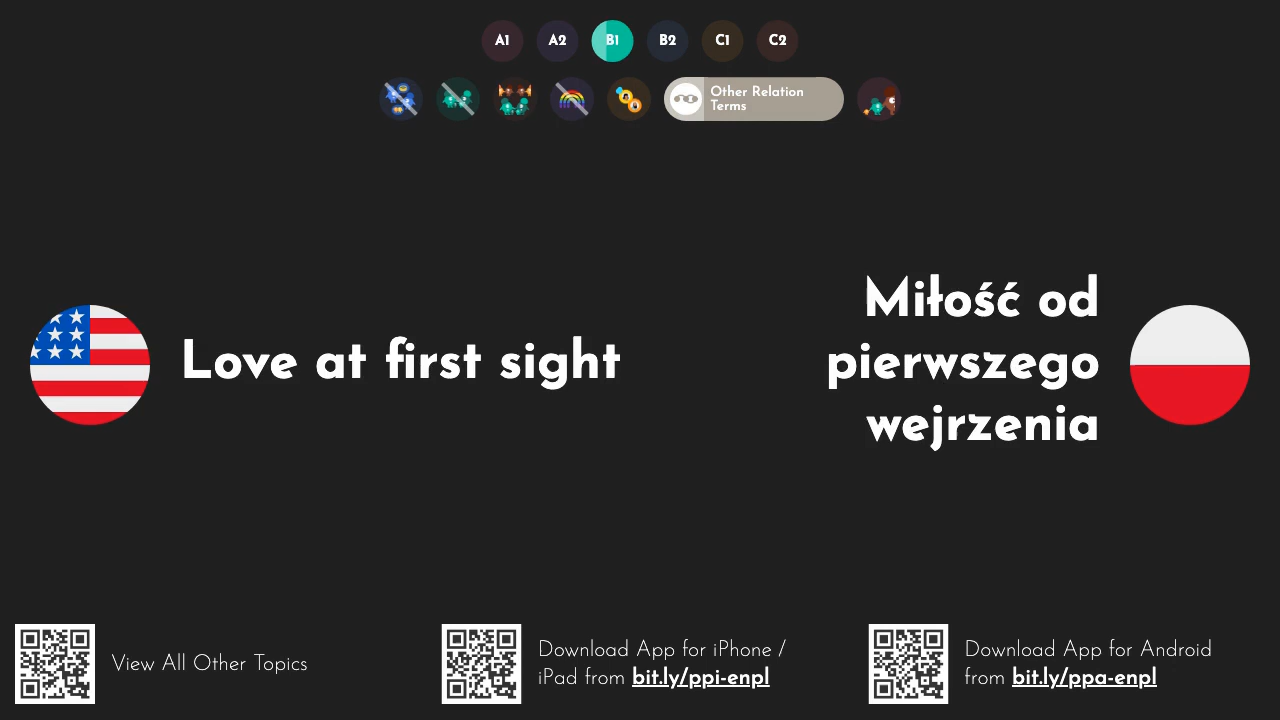 A1 A2 B1 B2 C1 C2
Other Relation
Terms
Love at first sight
Miłość od
pierwszego
wejrzenia
View All Other Topics
Download App for iPhone /
iPad from bit.ly/ppi-enpl
Download App for Android
from bit.ly/ppa-enpl